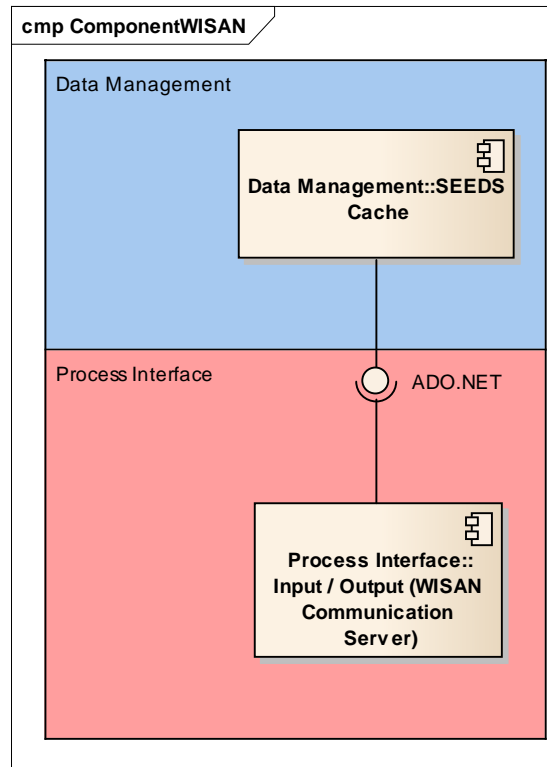 cmp ComponentWISAN
Data Management
Data Management::SEEDS
Cache
Process Interface
ADO.NET
Process Interface::
Input / Output (WISAN
Communication
Server)